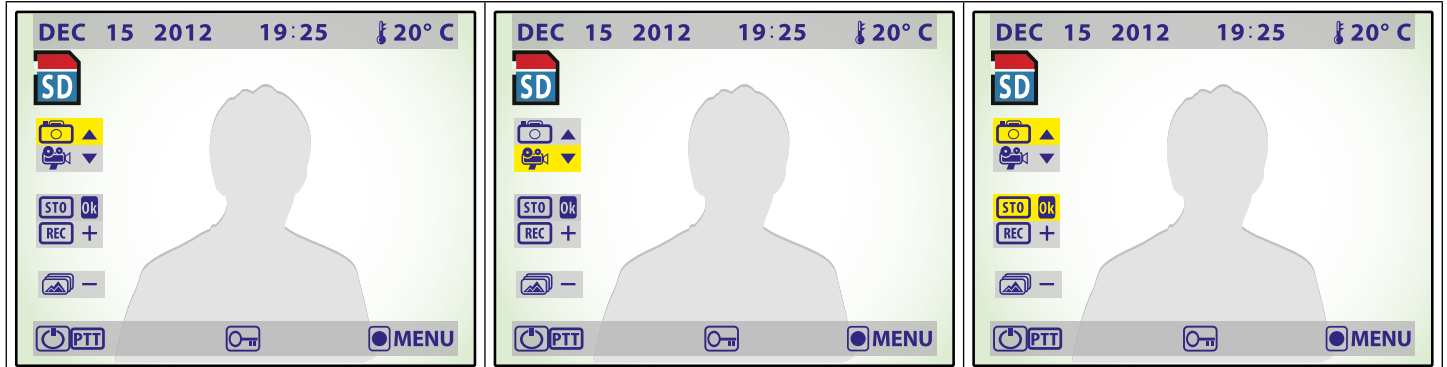 DEC 15 2012 19:25 20° C
SD
STO Ok
REC +
−
PTT MENU
DEC 15 2012 19:25 20° C
SD
STO Ok
REC +
−
PTT MENU
DEC 15 2012 19:25 20° C
SD
STO Ok
REC +
−
PTT MENU